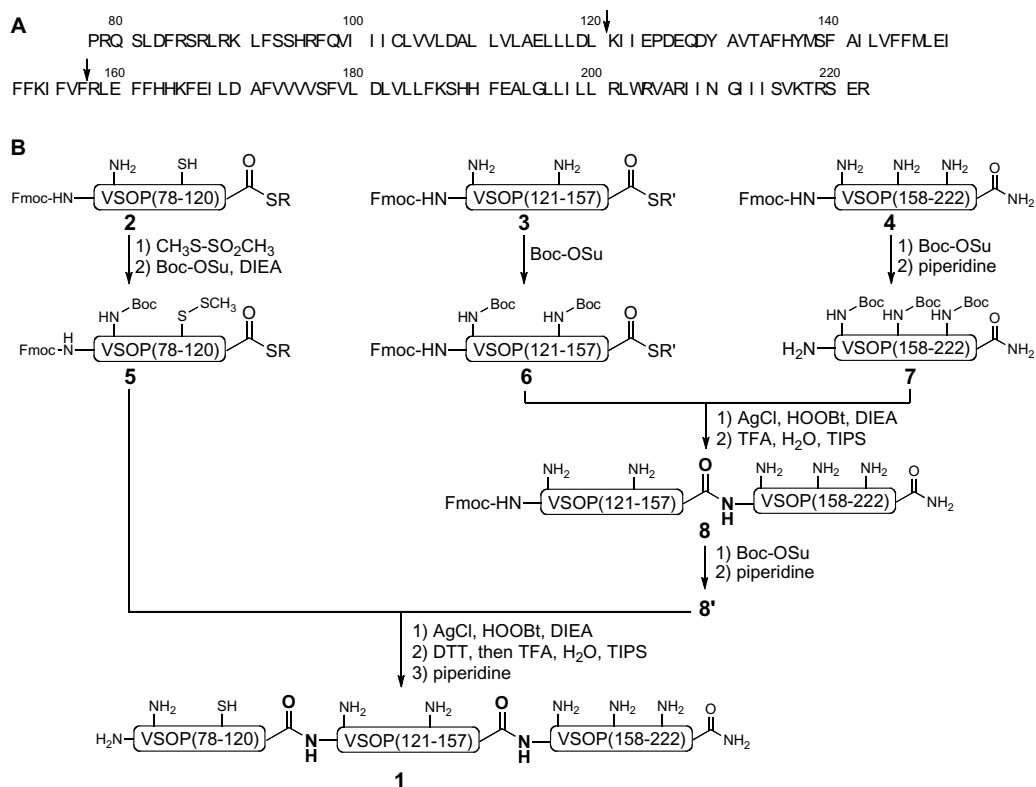 A
80 100 120 140
PRQ SLDFRSRLRK LFSSHRFQVI IICLVVLDAL LVLAELLLDL KIIEPDEQDY AVTAFHYMSF AILVFFMLEI
160 180 200 220
FFKIFVFRLE FFHHKFEILD AFVVVVSFVL DLVLLFKSHH FEALGLLILL RLWRVARIIN GIIISVKTRS ER
B
NH2 SH O NH2 NH2 O NH2 NH2 NH2 O
Fmoc-HN VSOP(78-120) SR Fmoc-HN VSOP(121-157) SR' Fmoc-HN VSOP(158-222) NH2
2 3 4
1) CH3S-SO2CH3
2) Boc-OSu, DIEA
Boc-OSu
1) Boc-OSu
2) piperidine
HN Boc S SCH3 O HN Boc HN Boc O HN Boc HN Boc HN Boc O
Fmoc-N H VSOP(78-120) SR Fmoc-HN VSOP(121-157) SR' H2N VSOP(158-222) NH2
5 6 7
1) AgCl, HOOBt, DIEA
2) TFA, H2O, TIPS
NH2 NH2 O NH2 NH2 NH2 O
Fmoc-HN VSOP(121-157) N H VSOP(158-222) NH2
8
1) Boc-OSu
2) piperidine
8'
1) AgCl, HOOBt, DIEA
2) DTT, then TFA, H2O, TIPS
3) piperidine
NH2 SH O NH2 NH2 O NH2 NH2 NH2 O
H2N VSOP(78-120) N H VSOP(121-157) N H VSOP(158-222) NH2
1